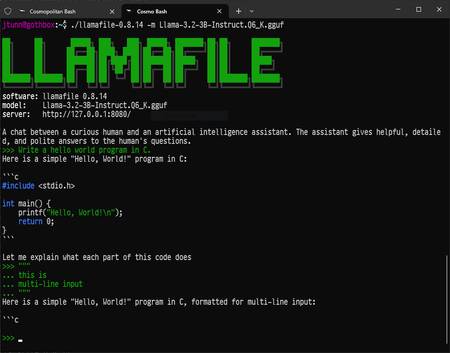 Cosmopolitan Bash
Cosmo Bash
jtunn@gothbox:~$ ./llamafile-0.8.14 -m Llama-3.2-3B-Instruct.Q6_K.gguf
LLAMAFILE
software: llamafile 0.8.14
model:    Llama-3.2-3B-Instruct.Q6_K.gguf
server:   http://127.0.0.1:8080/
A chat between a curious human and an artificial intelligence assistant. The assistant gives helpful, detaile
d, and polite answers to the human's questions.
>>> Write a hello world program in C.
Here is a simple "Hello, World!" program in C:
```c
#include <stdio.h>
int main() {
    printf("Hello, World!\n");
    return 0;
}
```
Let me explain what each part of this code does
>>> """
... this is
... multi-line input
... """
Here is a simple "Hello, World!" program in C, formatted for multi-line input:
```c
>>>